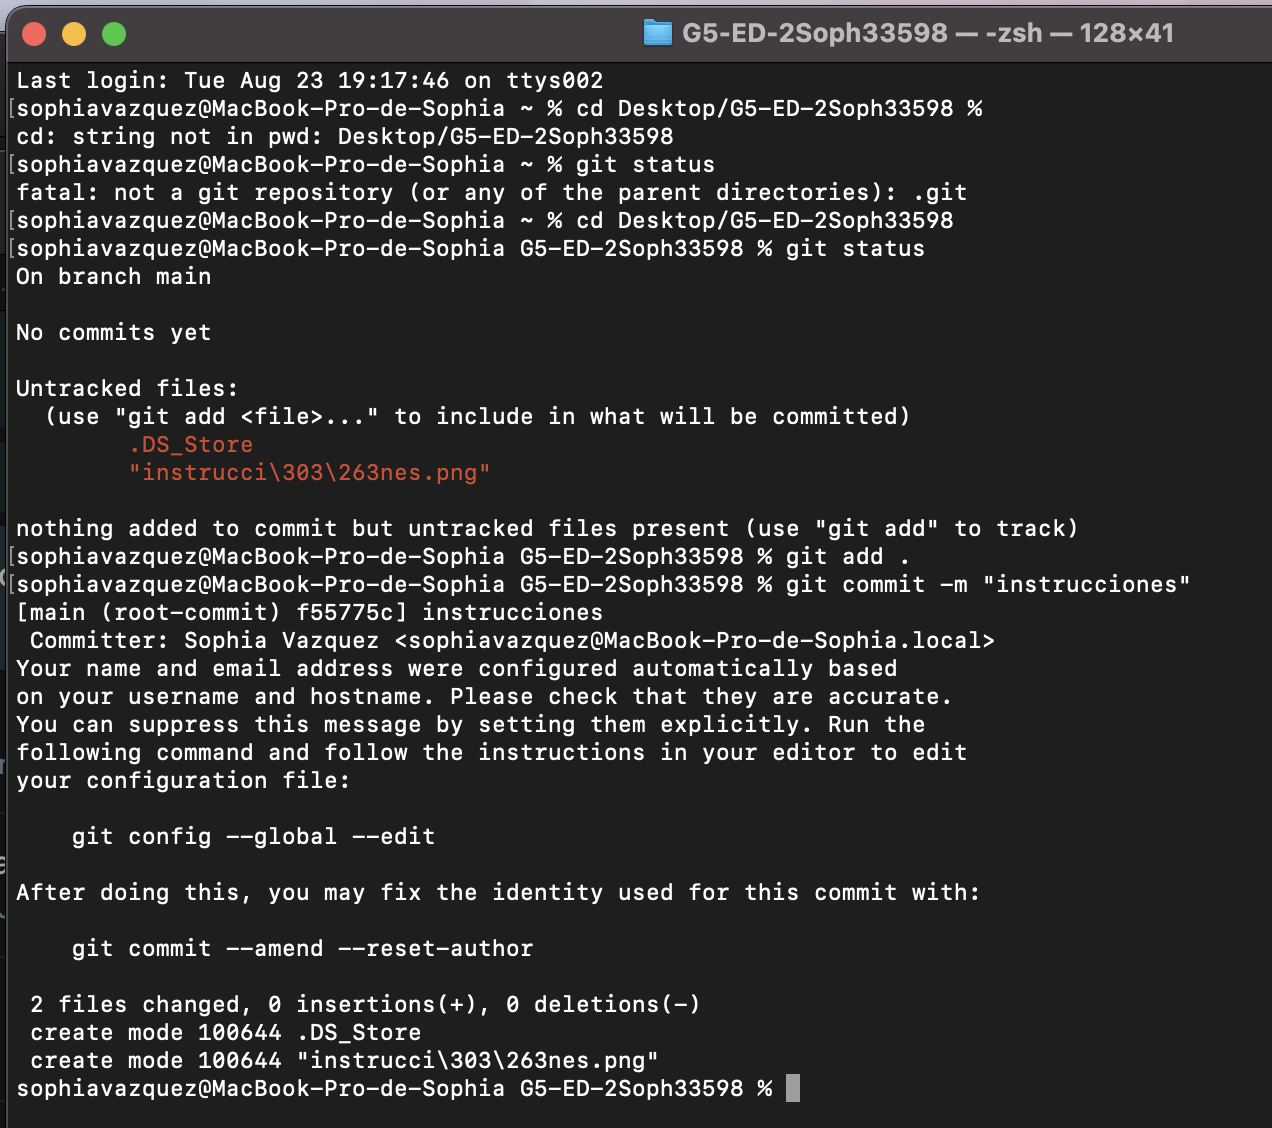 G5-ED-2Soph33598 — -zsh — 128×41
Last login: Tue Aug 23 19:17:46 on ttys002
[sophiavazquez@MacBook-Pro-de-Sophia ~ % cd Desktop/G5-ED-2Soph33598 %
cd: string not in pwd: Desktop/G5-ED-2Soph33598
[sophiavazquez@MacBook-Pro-de-Sophia ~ % git status
fatal: not a git repository (or any of the parent directories): .git
[sophiavazquez@MacBook-Pro-de-Sophia ~ % cd Desktop/G5-ED-2Soph33598
[sophiavazquez@MacBook-Pro-de-Sophia G5-ED-2Soph33598 % git status
On branch main
No commits yet
Untracked files:
(use "git add <file>..." to include in what will be committed)
.DS_Store
"instrucci\303\263nes.png"
nothing added to commit but untracked files present (use "git add" to track)
[sophiavazquez@MacBook-Pro-de-Sophia G5-ED-2Soph33598 % git add .
[sophiavazquez@MacBook-Pro-de-Sophia G5-ED-2Soph33598 % git commit -m "instrucciones"
[main (root-commit) f55775c] instrucciones
Committer: Sophia Vazquez <sophiavazquez@MacBook-Pro-de-Sophia.local>
Your name and email address were configured automatically based
on your username and hostname. Please check that they are accurate.
You can suppress this message by setting them explicitly. Run the
following command and follow the instructions in your editor to edit
your configuration file:
git config --global --edit
After doing this, you may fix the identity used for this commit with:
git commit --amend --reset-author
2 files changed, 0 insertions(+), 0 deletions(-)
create mode 100644 .DS_Store
create mode 100644 "instrucci\303\263nes.png"
sophiavazquez@MacBook-Pro-de-Sophia G5-ED-2Soph33598 %